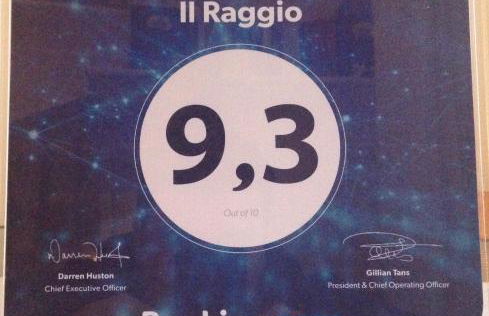 Il Raggio
9,3
Out of 10
Darren Huston
Chief Executive Officer
Gillian Tans
President & Chief Operating Officer